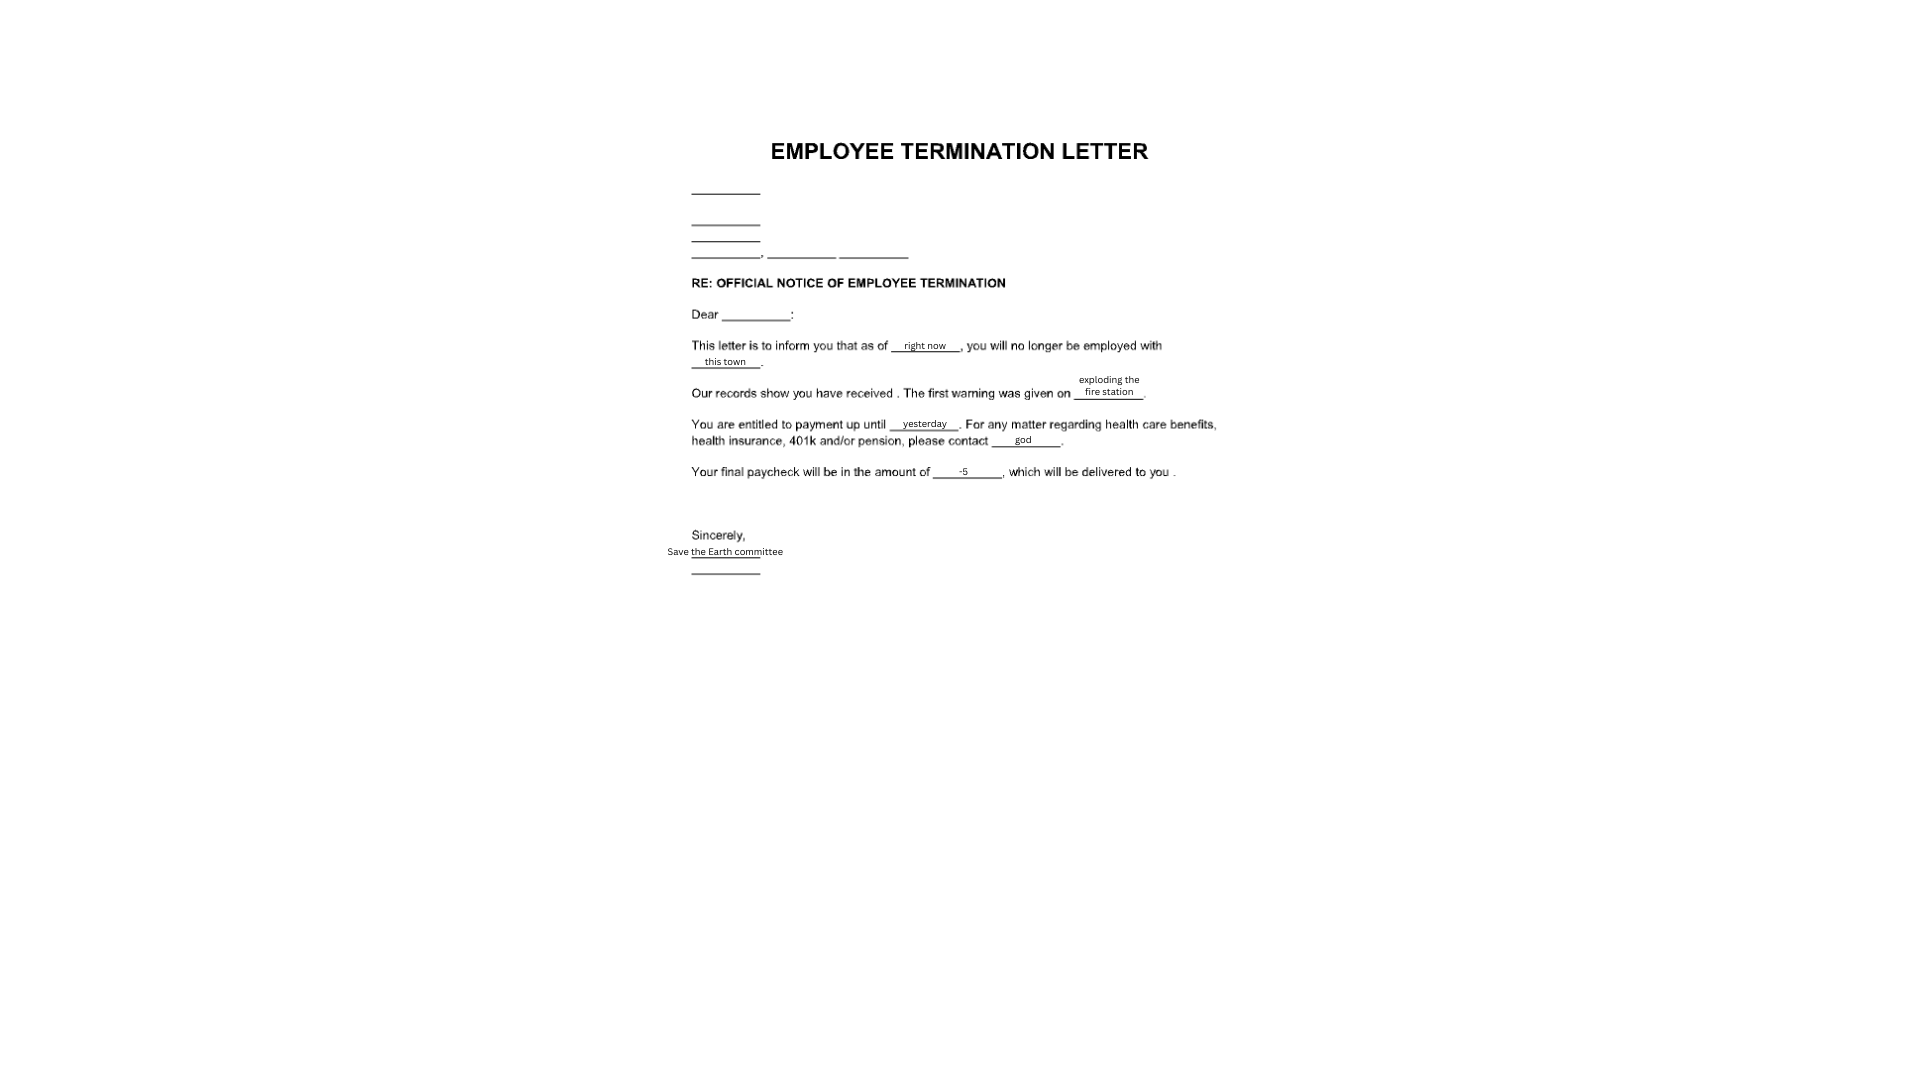 EMPLOYEE TERMINATION LETTER
__________
__________
__________
__________, __________ __________
RE: OFFICIAL NOTICE OF EMPLOYEE TERMINATION
Dear __________:
This letter is to inform you that as of right now, you will no longer be employed with
this town.
Our records show you have received . The first warning was given on exploding the fire station.
You are entitled to payment up until yesterday. For any matter regarding health care benefits,
health insurance, 401k and/or pension, please contact god.
Your final paycheck will be in the amount of -5, which will be delivered to you .
Sincerely,
Save the Earth committee
__________